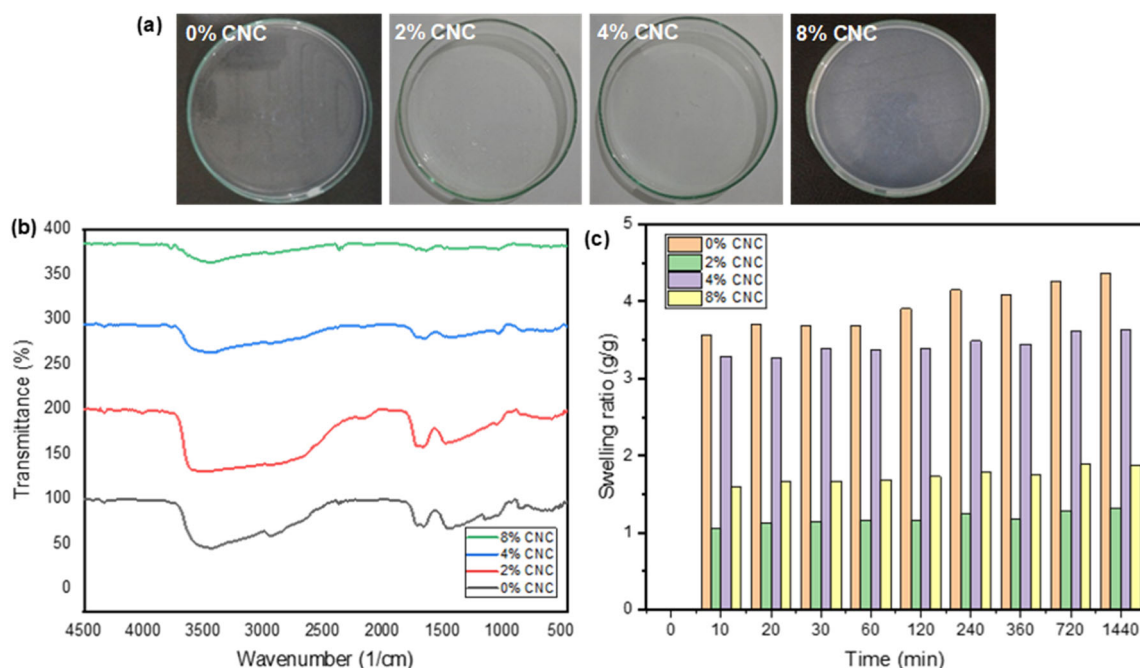 (a)
0% CNC
2% CNC
4% CNC
8% CNC
(b)
400
350
300
250
200
150
100
50
0
Transmittance (%)
8% CNC
4% CNC
2% CNC
0% CNC
4500 4000 3500 3000 2500 2000 1500 1000 500
Wavenumber (1/cm)
(c)
5
4
3
2
1
0
Swelling ratio (g/g)
0% CNC
2% CNC
4% CNC
8% CNC
0 10 20 30 60 120 240 360 720 1440
Time (min)